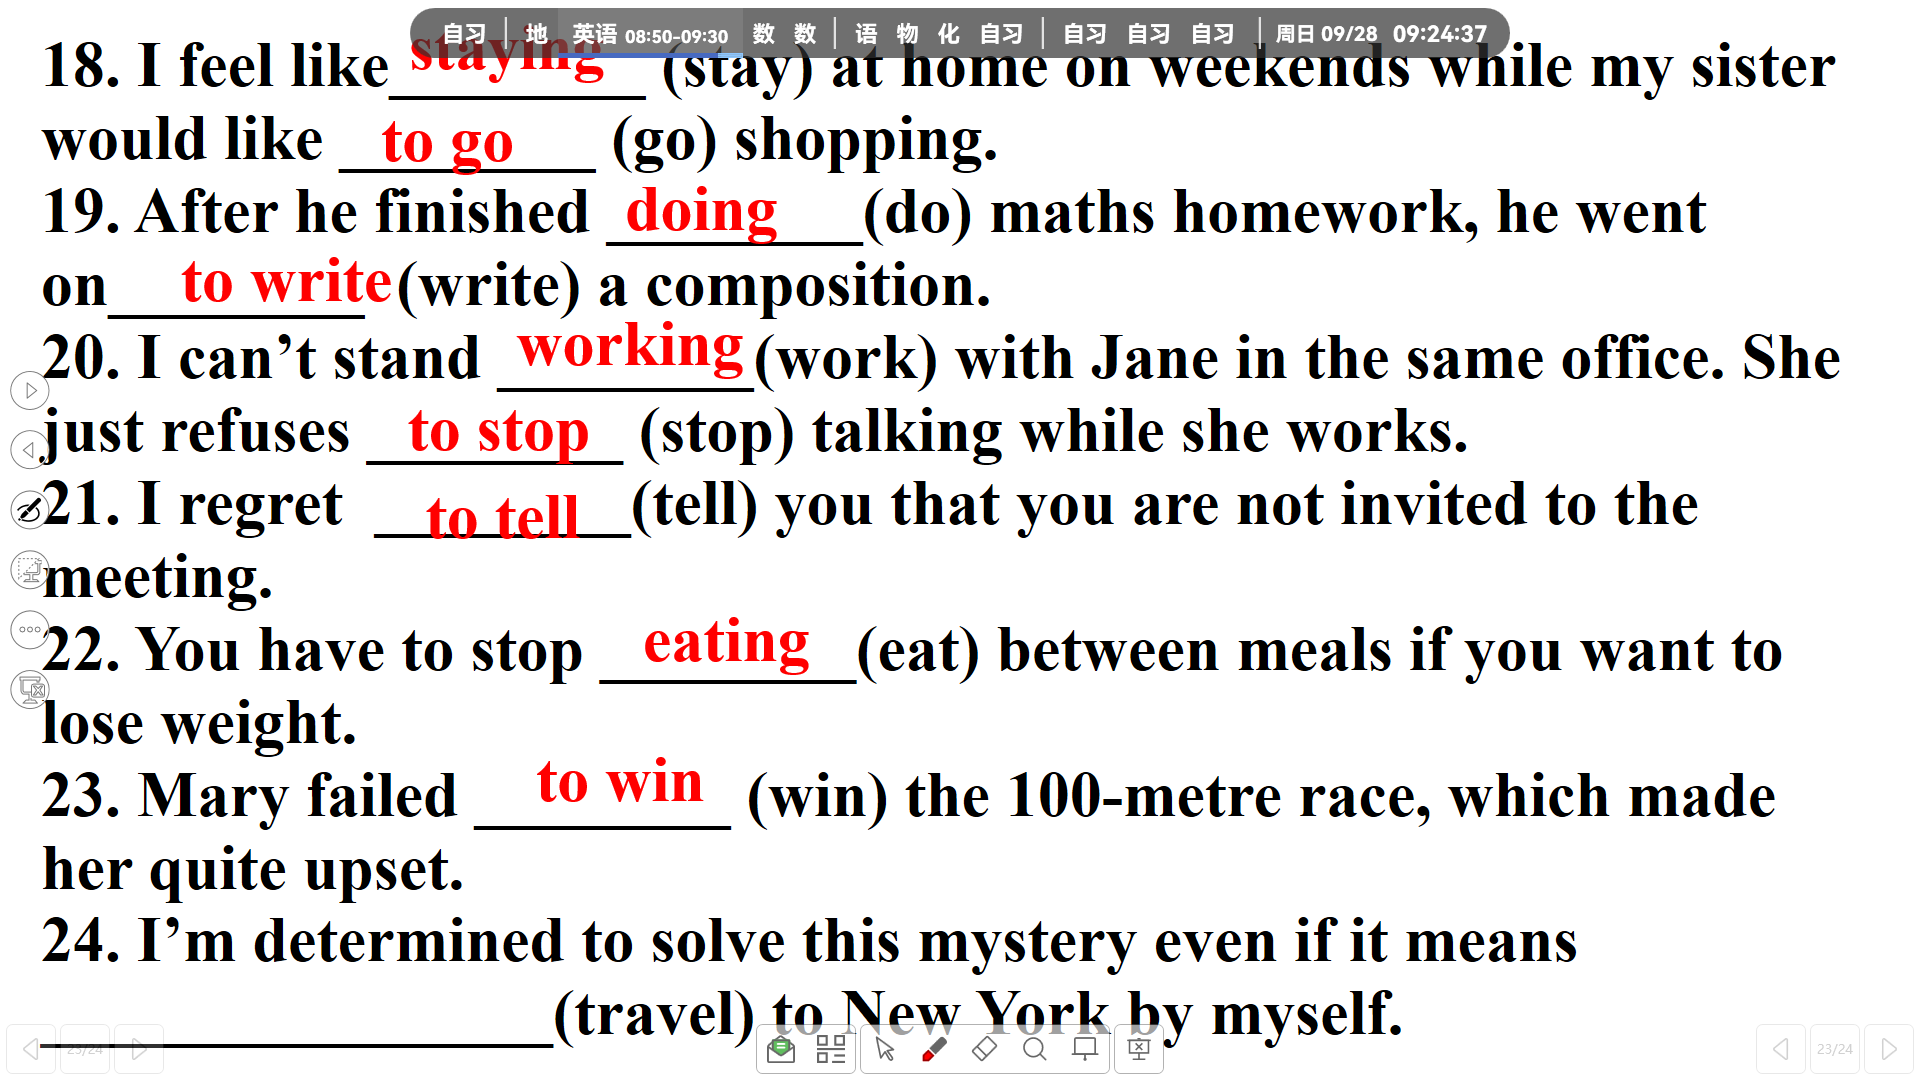 自习 地 英语 08:50-09:30 数 数 语 物 化 自习 自习 自习 自习 周日 09/28 09:24:37
18. I feel like staying (stay) at home on weekends while my sister
would like to go (go) shopping.
19. After he finished doing (do) maths homework, he went
on to write (write) a composition.
20. I can’t stand working (work) with Jane in the same office. She
just refuses to stop (stop) talking while she works.
21. I regret to tell (tell) you that you are not invited to the
meeting.
22. You have to stop eating (eat) between meals if you want to
lose weight.
23. Mary failed to win (win) the 100-metre race, which made
her quite upset.
24. I’m determined to solve this mystery even if it means
(travel) to New York by myself.
23/24 23/24